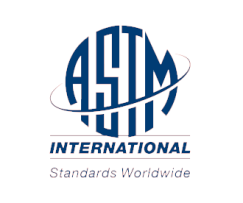 ASTM
INTERNATIONAL
Standards Worldwide